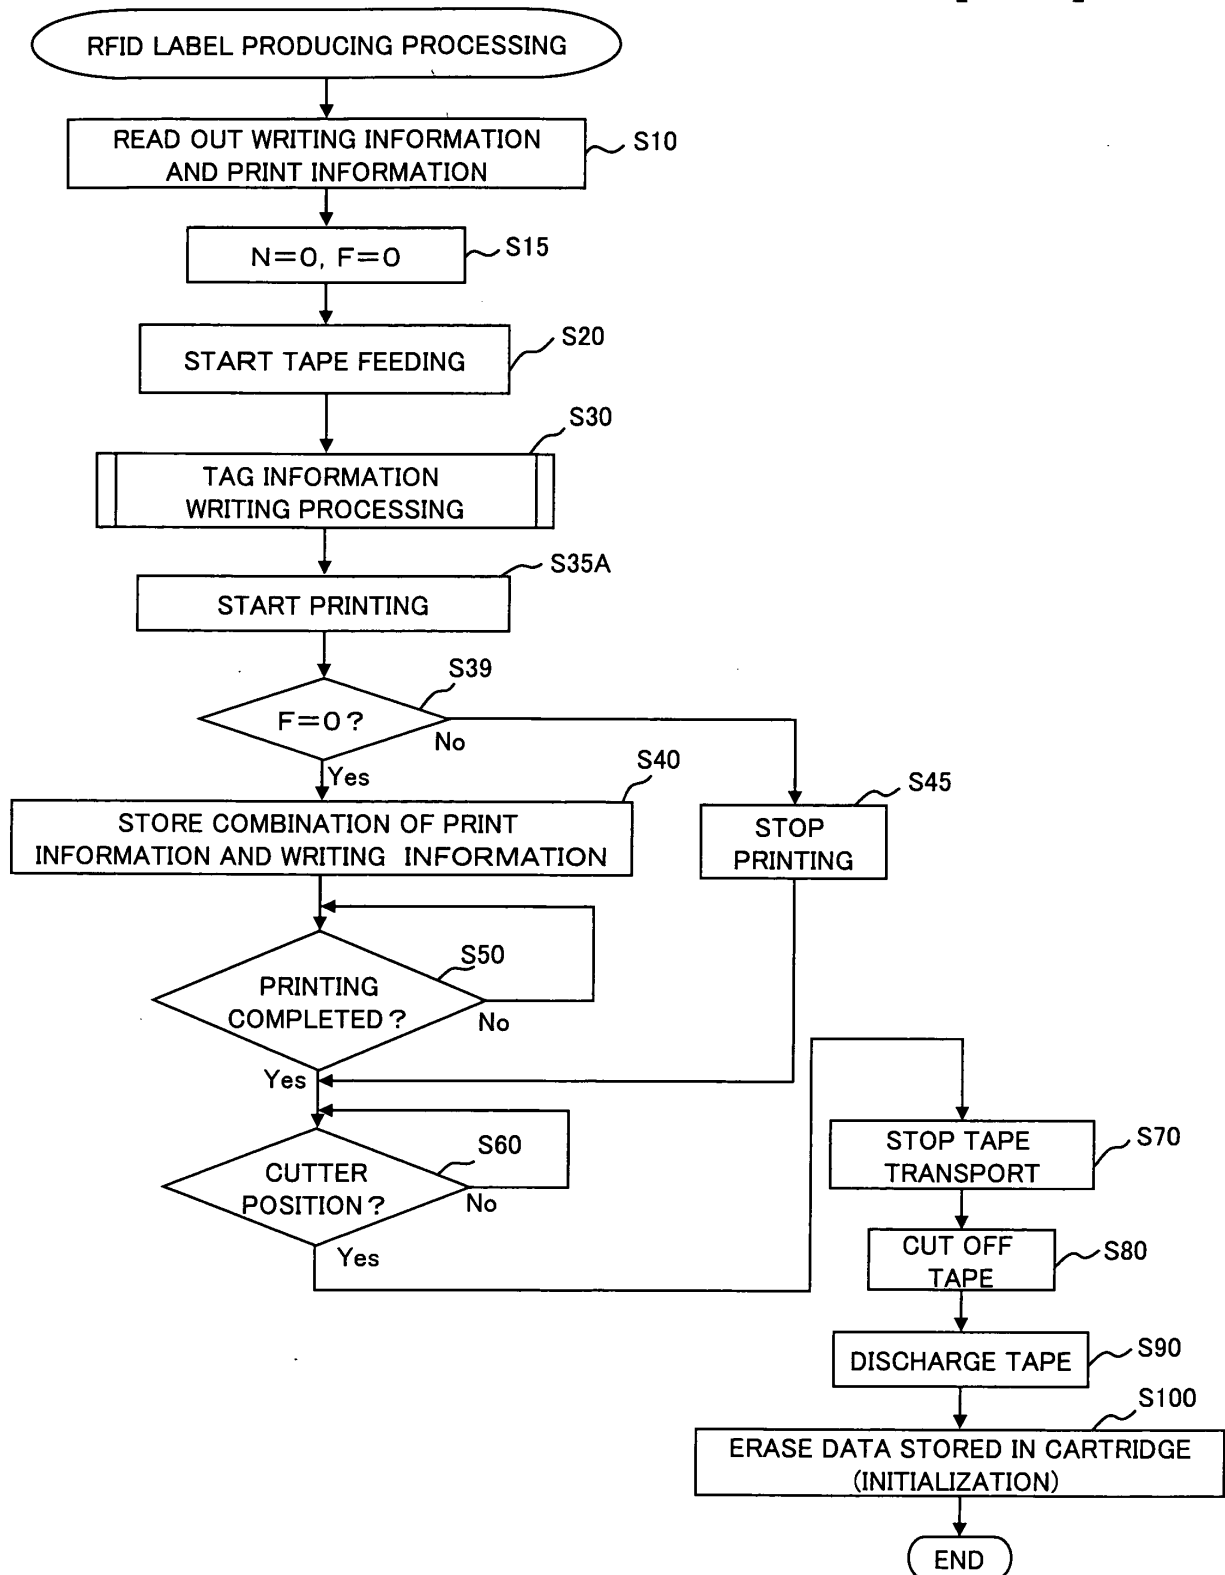 RFID LABEL PRODUCING PROCESSING
READ OUT WRITING INFORMATION
AND PRINT INFORMATION
S10
N=0, F=0
S15
START TAPE FEEDING
S20
S30
TAG INFORMATION
WRITING PROCESSING
S35A
START PRINTING
S39
F=0?
No
Yes
S40
STORE COMBINATION OF PRINT
INFORMATION AND WRITING INFORMATION
S45
STOP
PRINTING
S50
PRINTING
COMPLETED?
No
Yes
S60
CUTTER
POSITION?
No
Yes
STOP TAPE
TRANSPORT
S70
CUT OFF
TAPE
S80
DISCHARGE TAPE
S90
S100
ERASE DATA STORED IN CARTRIDGE
(INITIALIZATION)
END